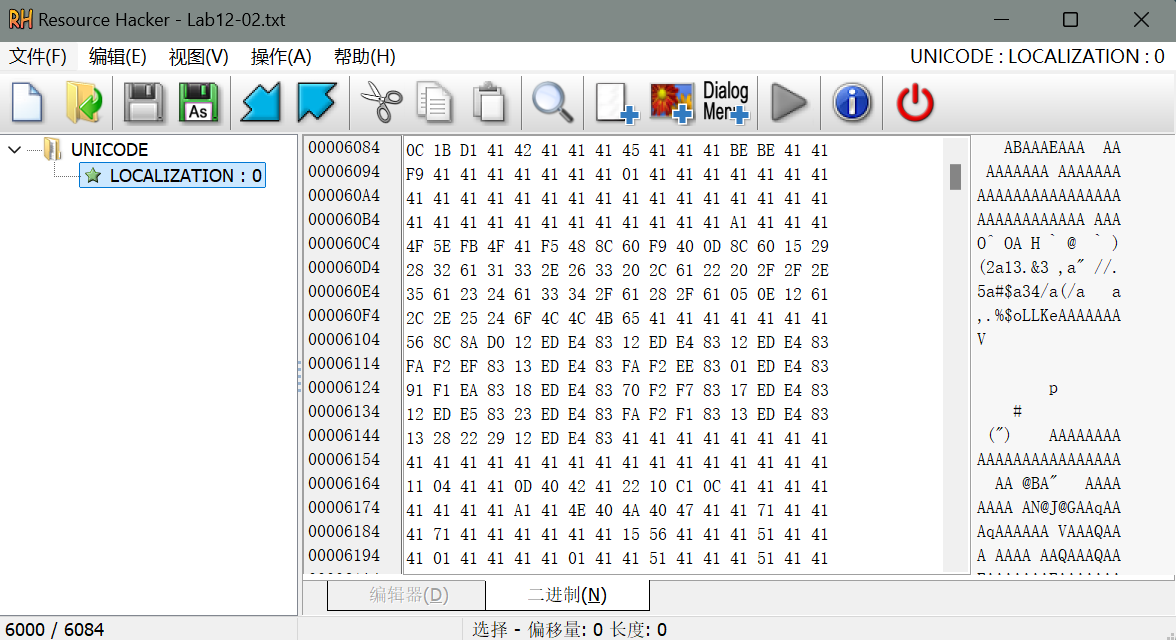 Resource Hacker - Lab12-02.txt
文件(F) 编辑(E) 视图(V) 操作(A) 帮助(H) UNICODE : LOCALIZATION : 0
As Dialog Men
UNICODE
LOCALIZATION : 0
00006084 0C 1B D1 41 42 41 41 41 45 41 41 41 BE BE 41 41 ABAAAEAAA AA
00006094 F9 41 41 41 41 41 41 41 01 41 41 41 41 41 41 41 AAAAAAA AAAAAAA
000060A4 41 41 41 41 41 41 41 41 41 41 41 41 41 41 41 41 AAAAAAAAAAAAAAAA
000060B4 41 41 41 41 41 41 41 41 41 41 41 41 A1 41 41 41 AAAAAAAAAAAA AAA
000060C4 4F 5E FB 4F 41 F5 48 8C 60 F9 40 0D 8C 60 15 29 O^ OA H ` @ ` )
000060D4 28 32 61 31 33 2E 26 33 20 2C 61 22 20 2F 2F 2E (2a13.&3 ,a" //.
000060E4 35 61 23 24 61 33 34 2F 61 28 2F 61 05 0E 12 61 5a#$a34/a(/a a
000060F4 2C 2E 25 24 6F 4C 4C 4B 65 41 41 41 41 41 41 41 ,.%$oLLKeAAAAAAA
00006104 56 8C 8A D0 12 ED E4 83 12 ED E4 83 12 ED E4 83 V
00006114 FA F2 EF 83 13 ED E4 83 FA F2 EE 83 01 ED E4 83
00006124 91 F1 EA 83 18 ED E4 83 70 F2 F7 83 17 ED E4 83 p
00006134 12 ED E5 83 23 ED E4 83 FA F2 F1 83 13 ED E4 83 #
00006144 13 28 22 29 12 ED E4 83 41 41 41 41 41 41 41 41 (") AAAAAAAA
00006154 41 41 41 41 41 41 41 41 41 41 41 41 41 41 41 41 AAAAAAAAAAAAAAAA
00006164 11 04 41 41 0D 40 42 41 22 10 C1 0C 41 41 41 41 AA @BA" AAAA
00006174 41 41 41 41 A1 41 4E 40 4A 40 47 41 41 71 41 41 AAAA AN@J@GAAqAA
00006184 41 71 41 41 41 41 41 41 15 56 41 41 41 51 41 41 AqAAAAAA VAAAQAA
00006194 41 01 41 41 41 41 01 41 41 51 41 41 41 51 41 41 A AAAA AAQAAAQAA
编辑器(D) 二进制(N)
6000 / 6084 选择 - 偏移量: 0 长度: 0